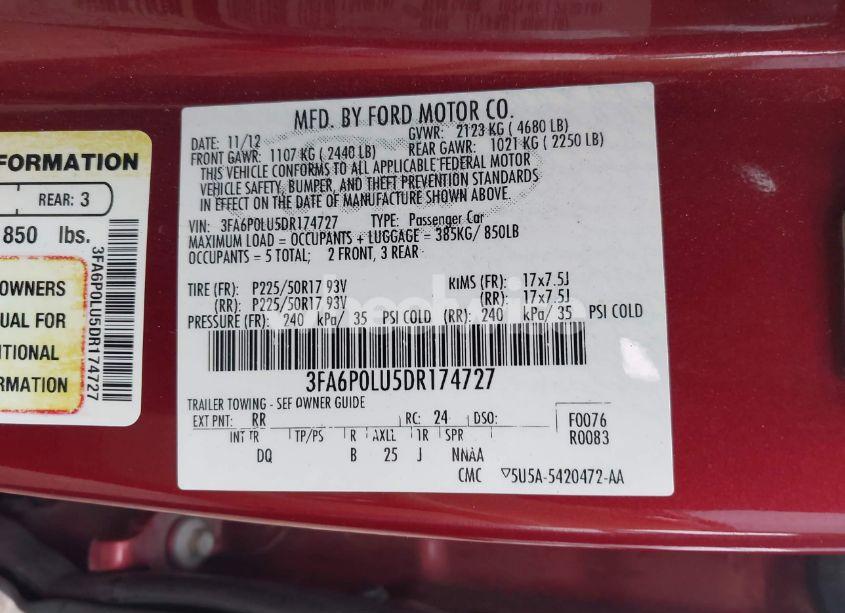 FORMATION
REAR: 3
850 lbs.
OWNERS
UAL FOR
ITIONAL
3FA6P0LU5DR174727
MFD. BY FORD MOTOR CO.
DATE: 11/12
GVWR: 2123 KG ( 4680 LB)
FRONT GAWR: 1107 KG ( 2440 LB)
REAR GAWR: 1021 KG ( 2250 LB)
THIS VEHICLE CONFORMS TO ALL APPLICABLE FEDERAL MOTOR
VEHICLE SAFETY, BUMPER, AND THEFT PREVENTION STANDARDS
IN EFFECT ON THE DATE OF MANUFACTURE SHOWN ABOVE.
VIN: 3FA6P0LU5DR174727 TYPE: Passenger Car
MAXIMUM LOAD = OCCUPANTS + LUGGAGE = 385KG/ 850LB
OCCUPANTS = 5 TOTAL; 2 FRONT, 3 REAR
TIRE (FR): P225/50R17 93V RIMS (FR): 17x7.5J
(RR): P225/50R17 93V (RR): 17x7.5J
PRESSURE (FR): 240 kPa/ 35 PSI COLD (RR): 240 kPa/ 35 PSI COLD
3FA6P0LU5DR174727
TRAILER TOWING - SEE OWNER GUIDE
EXT PNT: RR RC: 24 DSO: F0076
R0083
INT TR TP/PS R AXLE TR SPR
DQ B 25 J NNAA
CMC ▽5U5A-5420472-AA